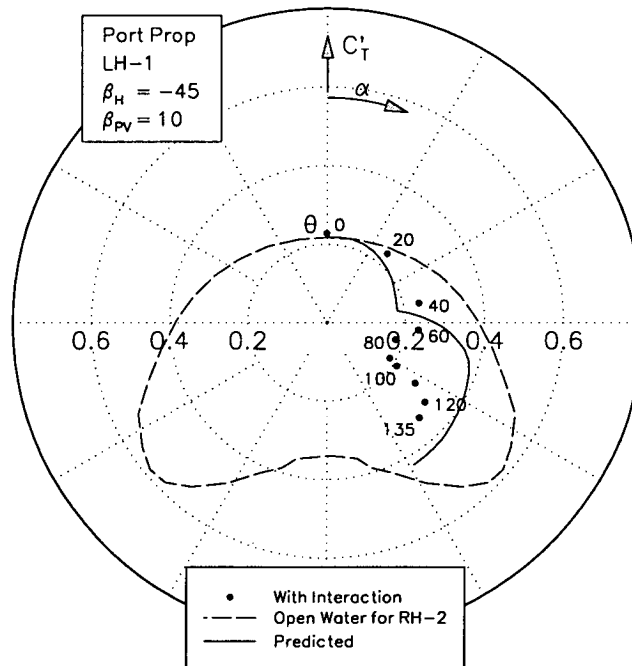 Port Prop
LH-1
β_H = -45
β_PV = 10
C'_T
α
θ 0
20
40
60
80
100
120
135
0.6 0.4 0.2 0.2 0.4 0.6
With Interaction
Open Water for RH-2
Predicted